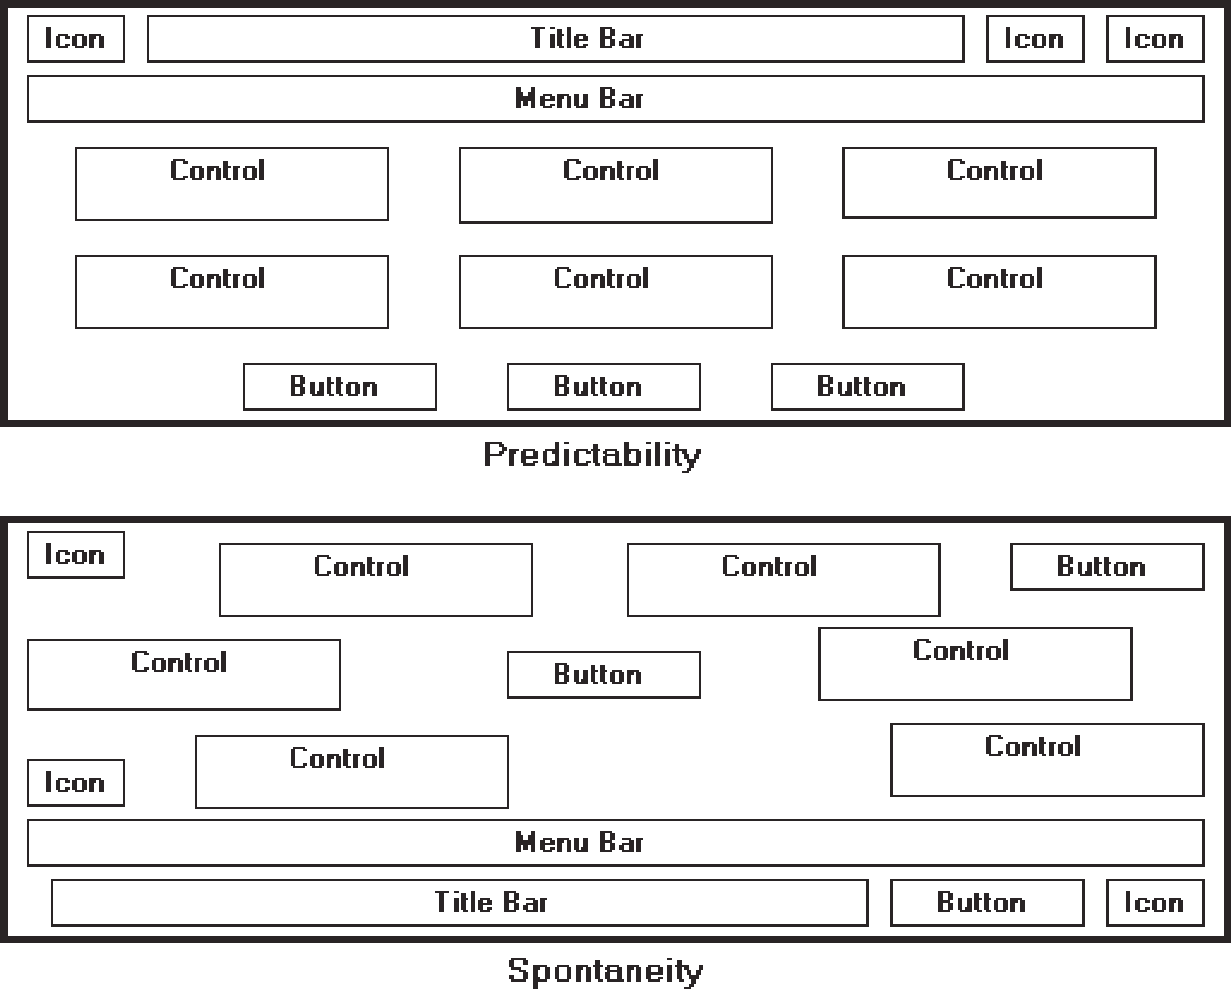 Icon Title Bar Icon Icon
Menu Bar
Control Control Control
Control Control Control
Button Button Button
Predictability
Icon Control Control Button
Control Button Control
Icon Control Control
Menu Bar
Title Bar Button Icon
Spontaneity